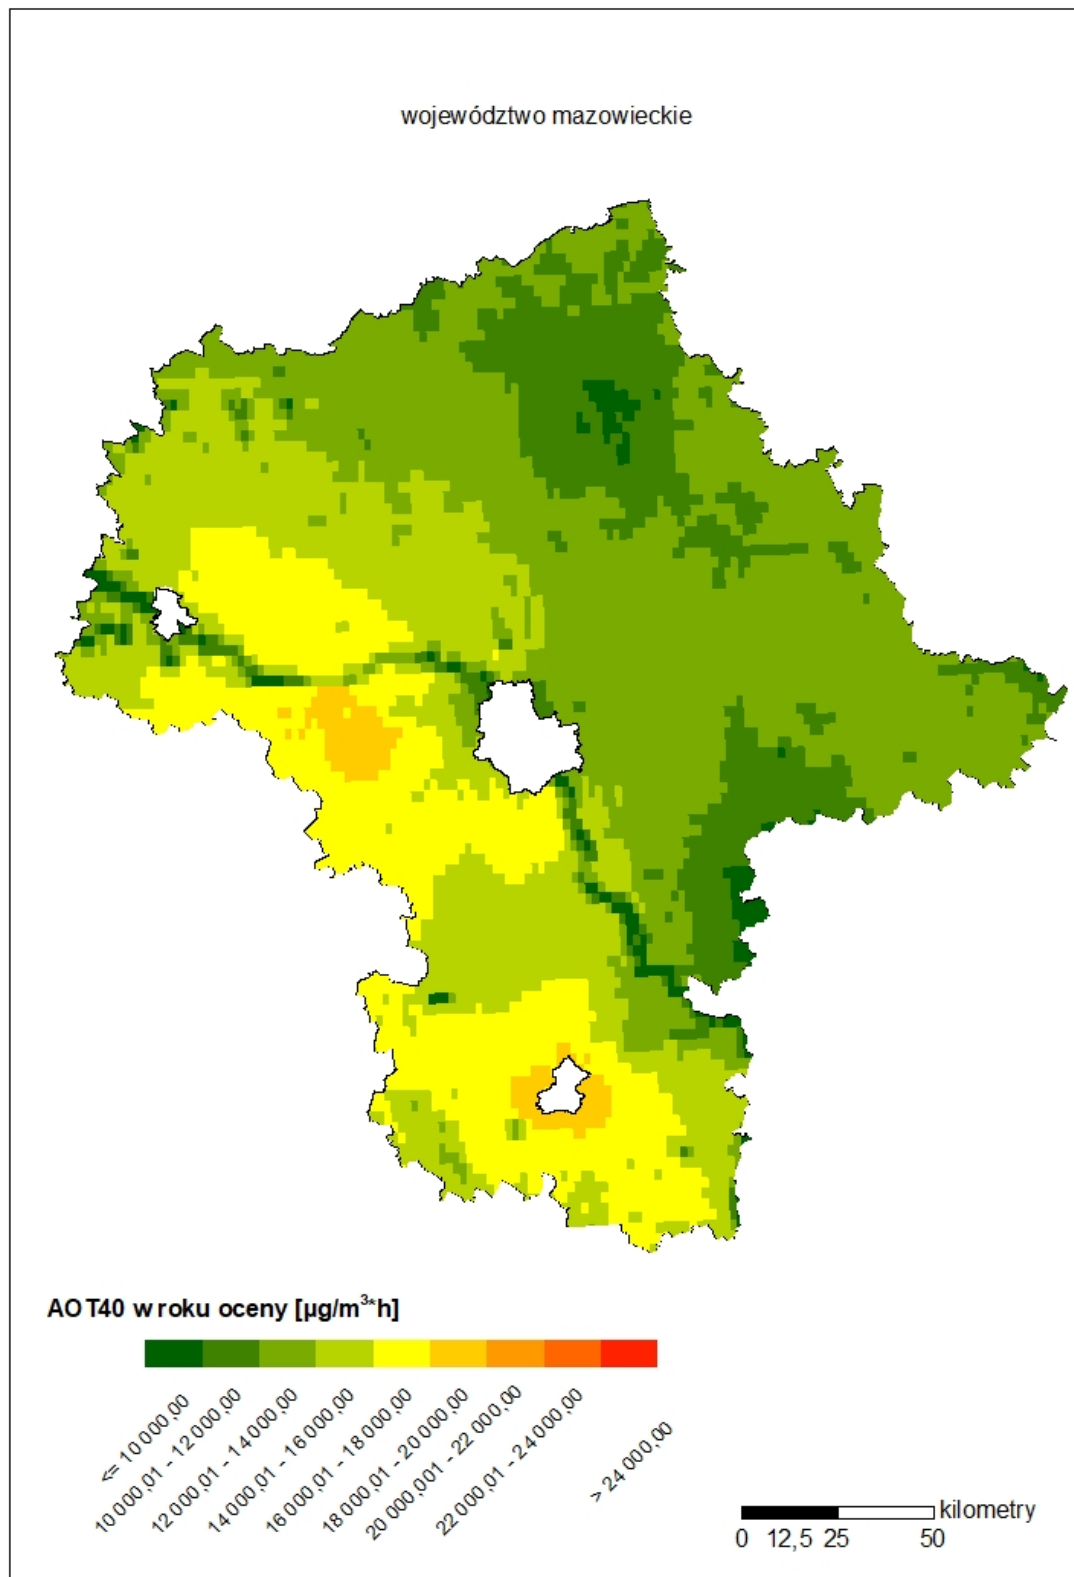 województwo mazowieckie
AOT40 w roku oceny [µg/m³*h]
<= 10 000,00
10 000,01 - 12 000,00
12 000,01 - 14 000,00
14 000,01 - 16 000,00
16 000,01 - 18 000,00
18 000,01 - 20 000,00
20 000,001 - 22 000,00
22 000,01 - 24 000,00
> 24 000,00
kilometry
0 12,5 25 50